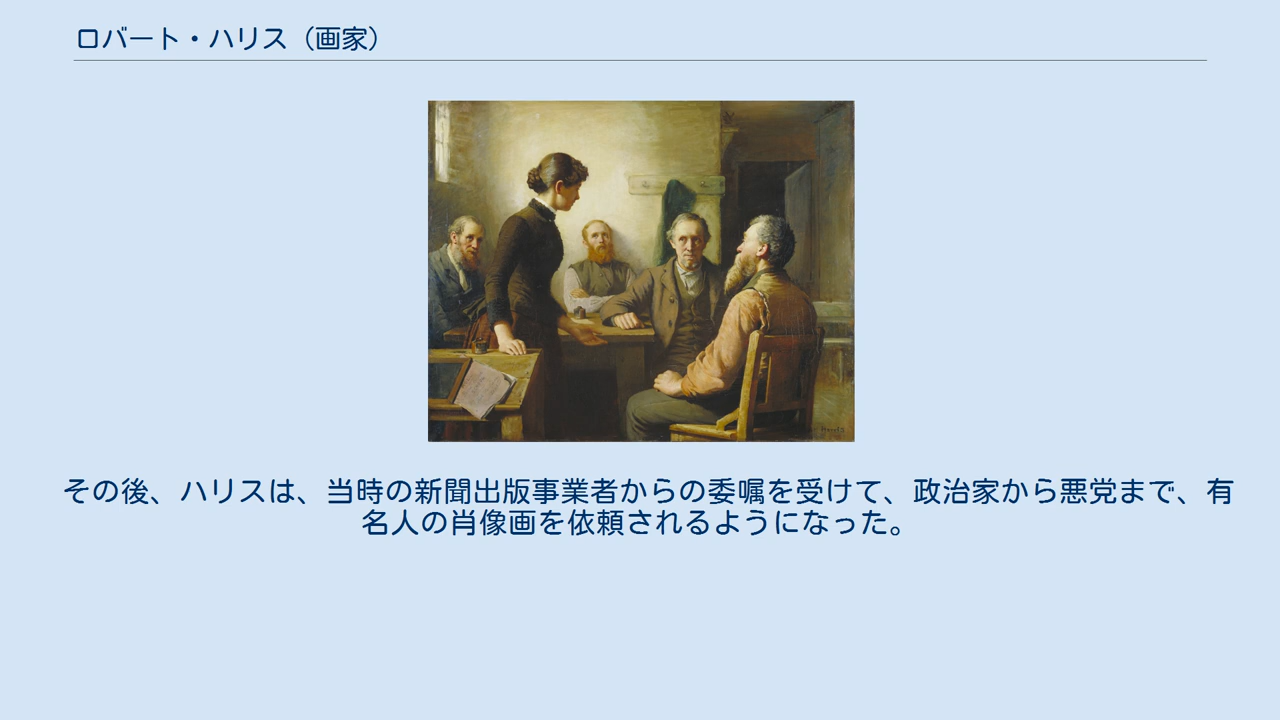 ロバート・ハリス（画家）
その後、ハリスは、当時の新聞出版事業者からの委嘱を受けて、政治家から悪党まで、有
名人の肖像画を依頼されるようになった。